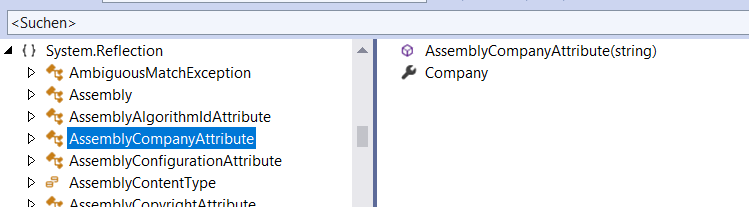 <Suchen>
{ } System.Reflection
AmbiguousMatchException
Assembly
AssemblyAlgorithmIdAttribute
AssemblyCompanyAttribute
AssemblyConfigurationAttribute
AssemblyContentType
AssemblyCopyrightAttribute
AssemblyCompanyAttribute(string)
Company